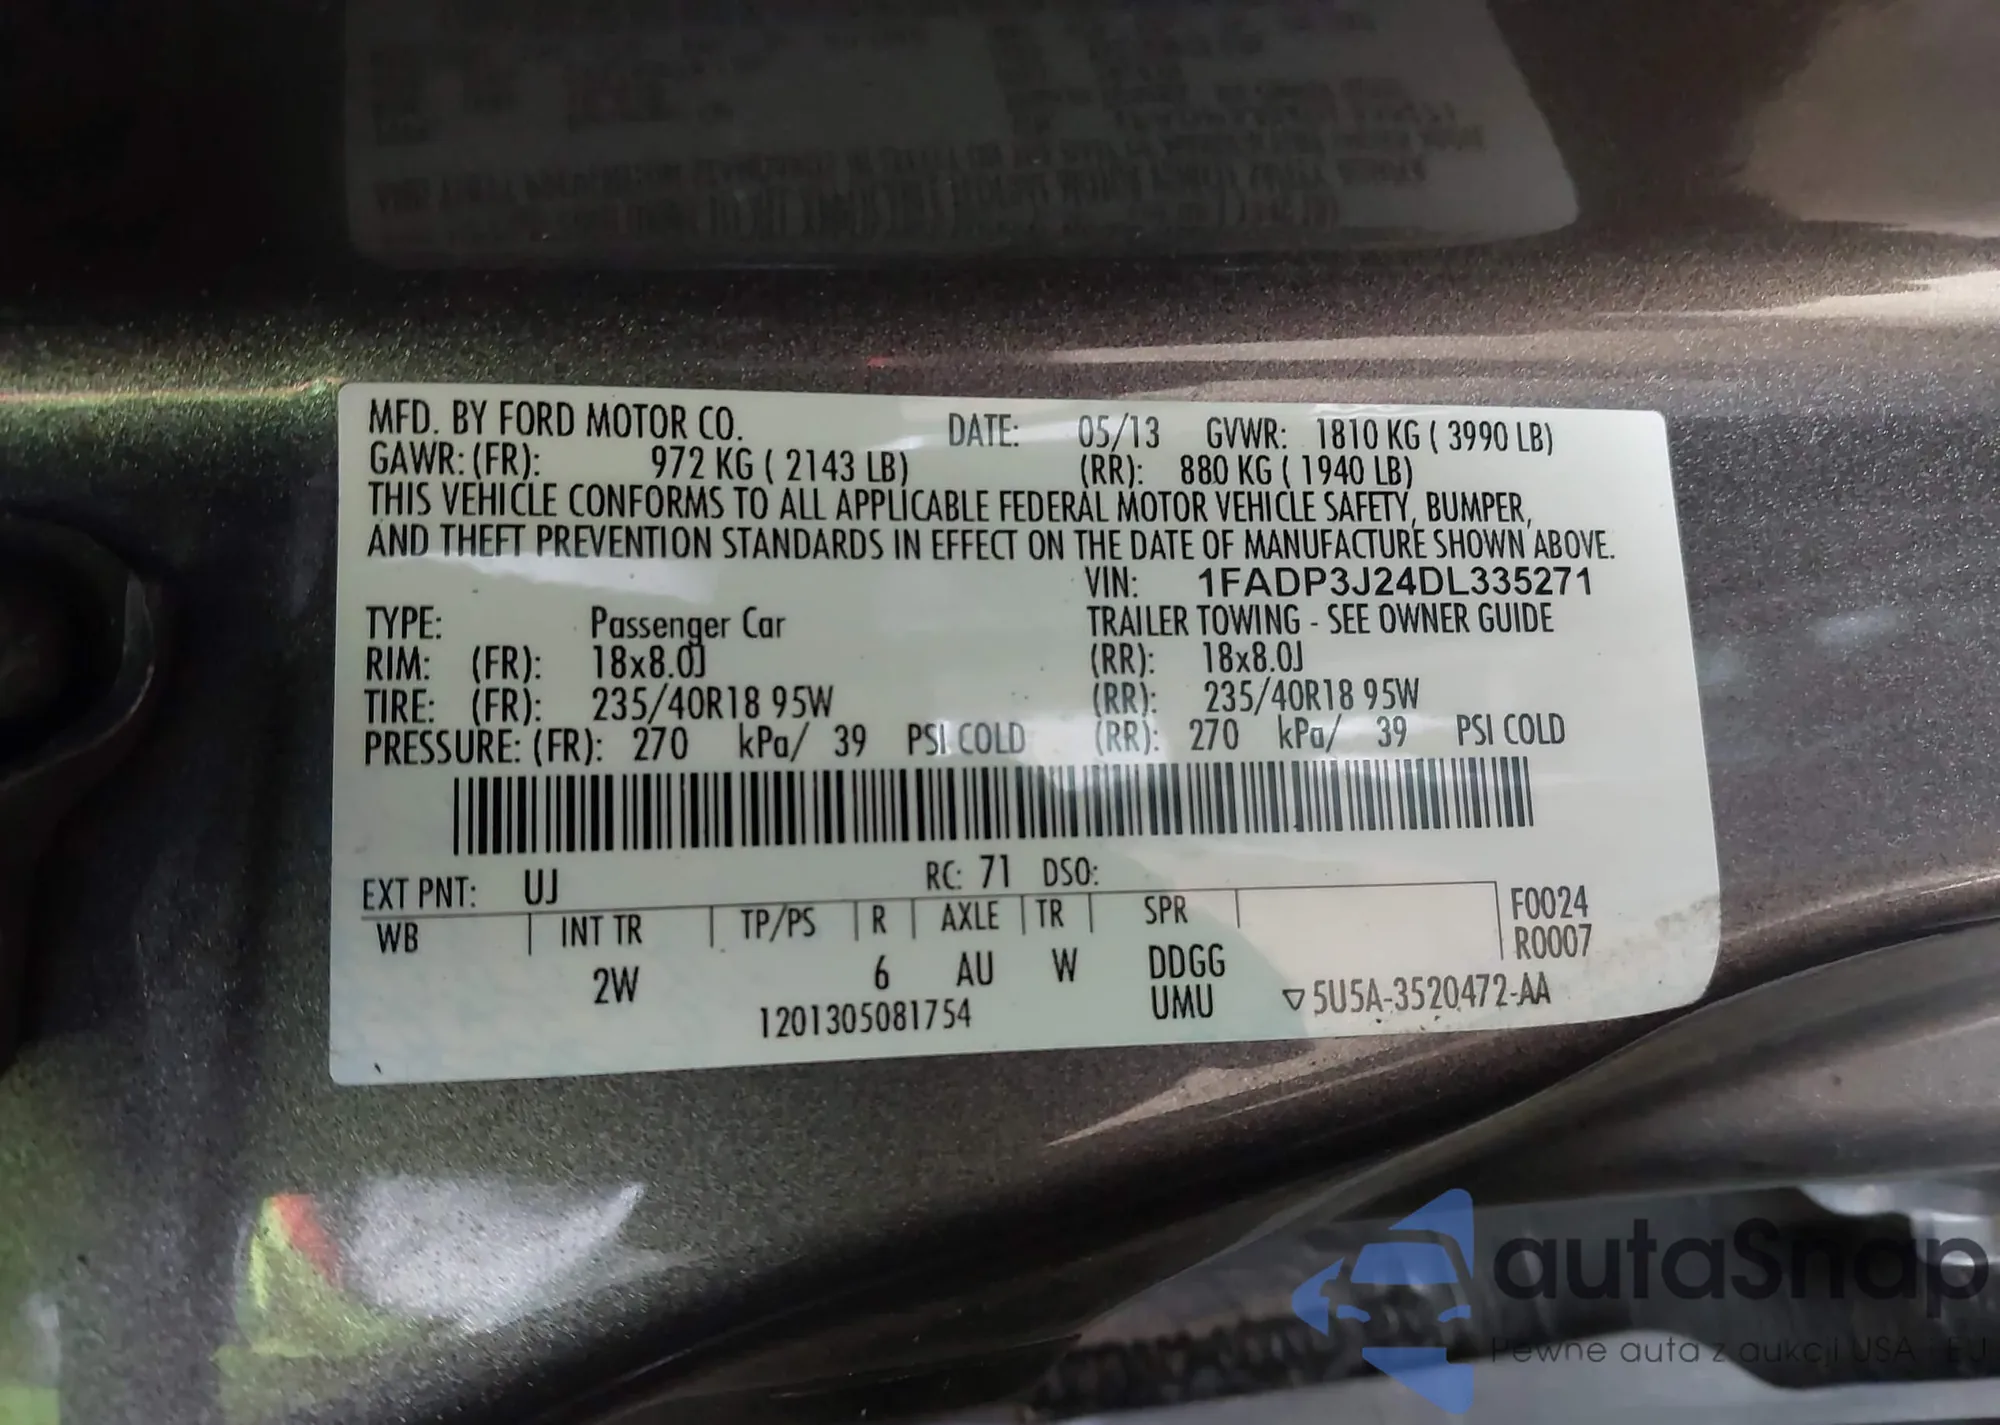 MFD. BY FORD MOTOR CO. DATE: 05/13 GVWR: 1810 KG ( 3990 LB)
GAWR: (FR): 972 KG ( 2143 LB) (RR): 880 KG ( 1940 LB)
THIS VEHICLE CONFORMS TO ALL APPLICABLE FEDERAL MOTOR VEHICLE SAFETY, BUMPER,
AND THEFT PREVENTION STANDARDS IN EFFECT ON THE DATE OF MANUFACTURE SHOWN ABOVE.
VIN: 1FADP3J24DL335271
TYPE: Passenger Car TRAILER TOWING - SEE OWNER GUIDE
RIM: (FR): 18x8.0J (RR): 18x8.0J
TIRE: (FR): 235/40R18 95W (RR): 235/40R18 95W
PRESSURE: (FR): 270 kPa/ 39 PSI COLD (RR): 270 kPa/ 39 PSI COLD
EXT PNT: UJ RC: 71 DSO:
WB INT TR TP/PS R AXLE TR SPR F0024
R0007
2W 6 AU W DDGG
1201305081754 UMU ▽5U5A-3520472-AA
autaSnap
Pewne auta z aukcji USA i EU